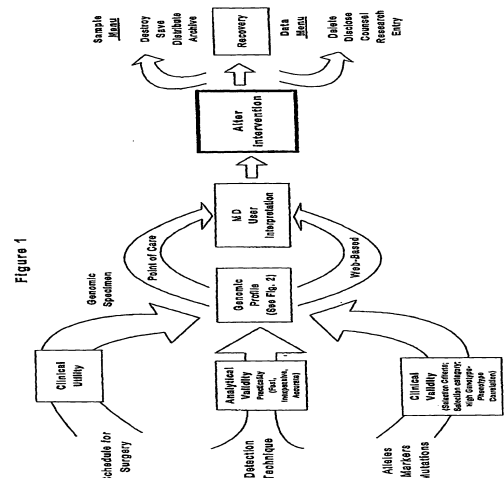 Figure 1
Schedule for
Surgery
Clinical
Utility
Genomic
Specimen
Detection
Technique
Analytical
Validity
Practicality
(Fast,
Inexpensive,
Accurate)
Alleles
Markers
Mutations
Clinical
Validity
(Selection Criteria;
Selection category;
High Genotype-
Phenotype
Correlation)
Genomic
Profile
(See Fig. 2)
Point of Care
Web-Based
MD
User
Interpretation
Alter
Intervention
Sample
Menu
Destroy
Save
Distribute
Archive
Recovery
Data
Menu
Delete
Disclose
Counsel
Research
Entry